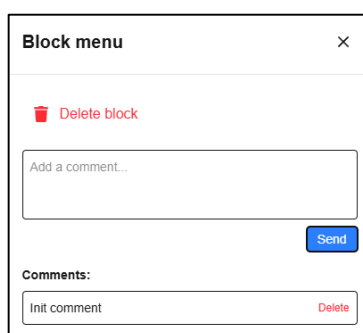 Block menu
Delete block
Add a comment...
Send
Comments:
Init comment Delete